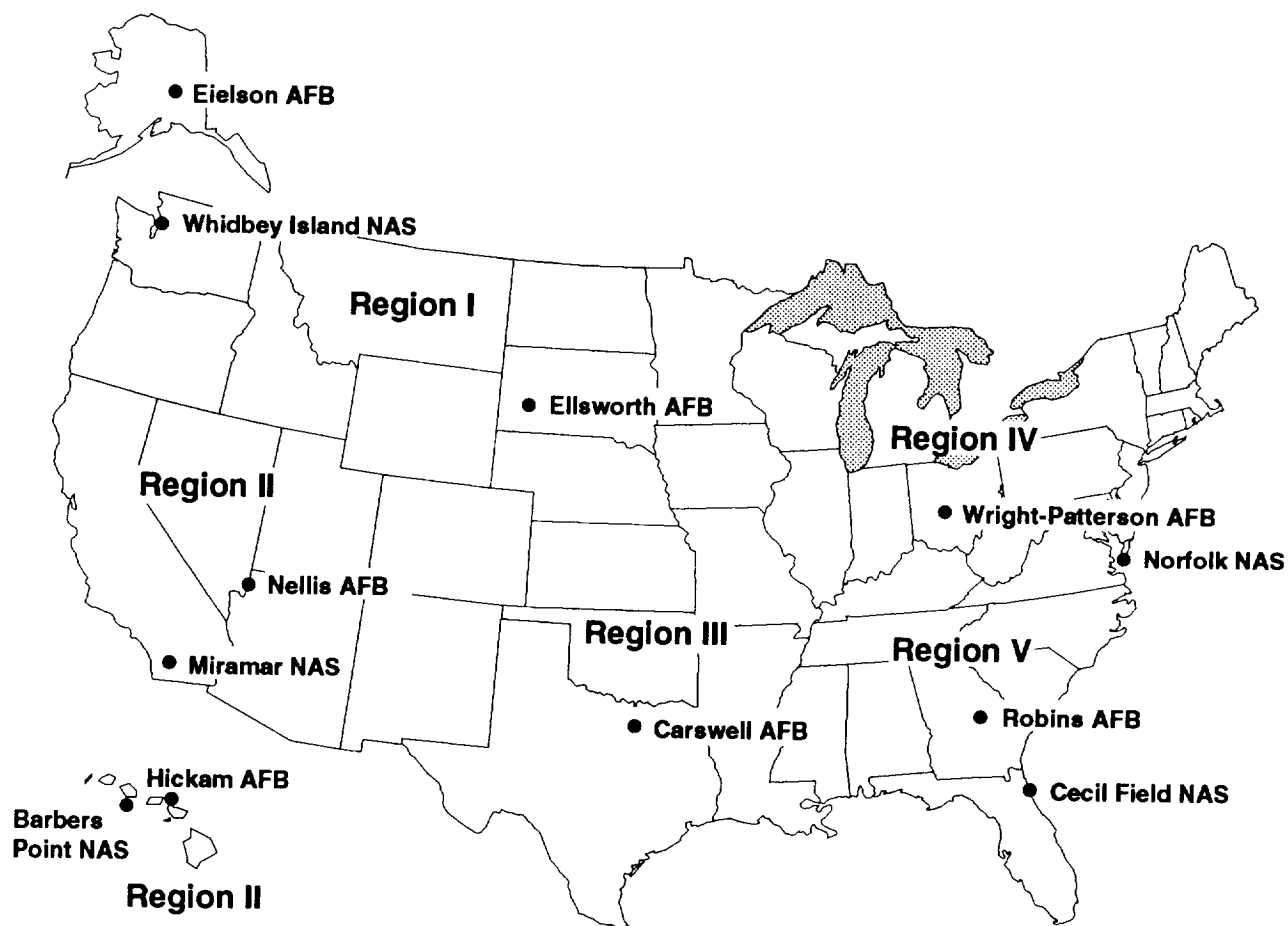 Eielson AFB
Whidbey Island NAS
Region I
Ellsworth AFB
Region IV
Region II
Wright-Patterson AFB
Norfolk NAS
Nellis AFB
Region III
Region V
Miramar NAS
Robins AFB
Carswell AFB
Hickam AFB
Cecil Field NAS
Barbers
Point NAS
Region II